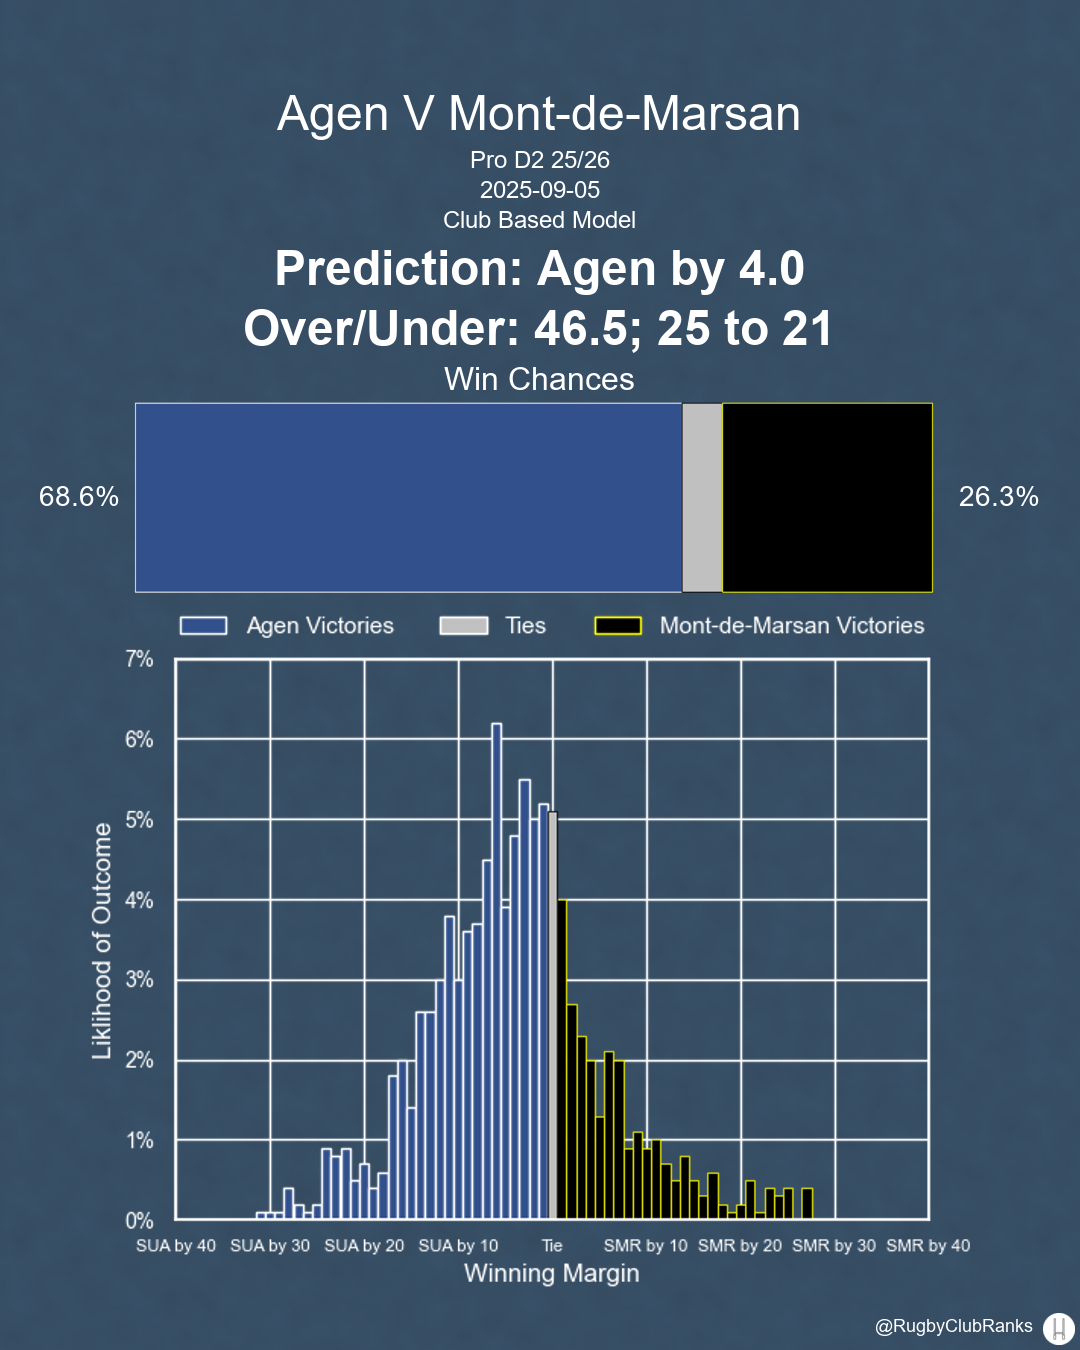 Agen V Mont-de-Marsan
Pro D2 25/26
2025-09-05
Club Based Model
Prediction: Agen by 4.0
Over/Under: 46.5; 25 to 21
Win Chances
68.6%
26.3%
Agen Victories
Ties
Mont-de-Marsan Victories
7%
6%
5%
4%
3%
2%
1%
0%
Liklihood of Outcome
SUA by 40
SUA by 30
SUA by 20
SUA by 10
Tie
SMR by 10
SMR by 20
SMR by 30
SMR by 40
Winning Margin
@RugbyClubRanks